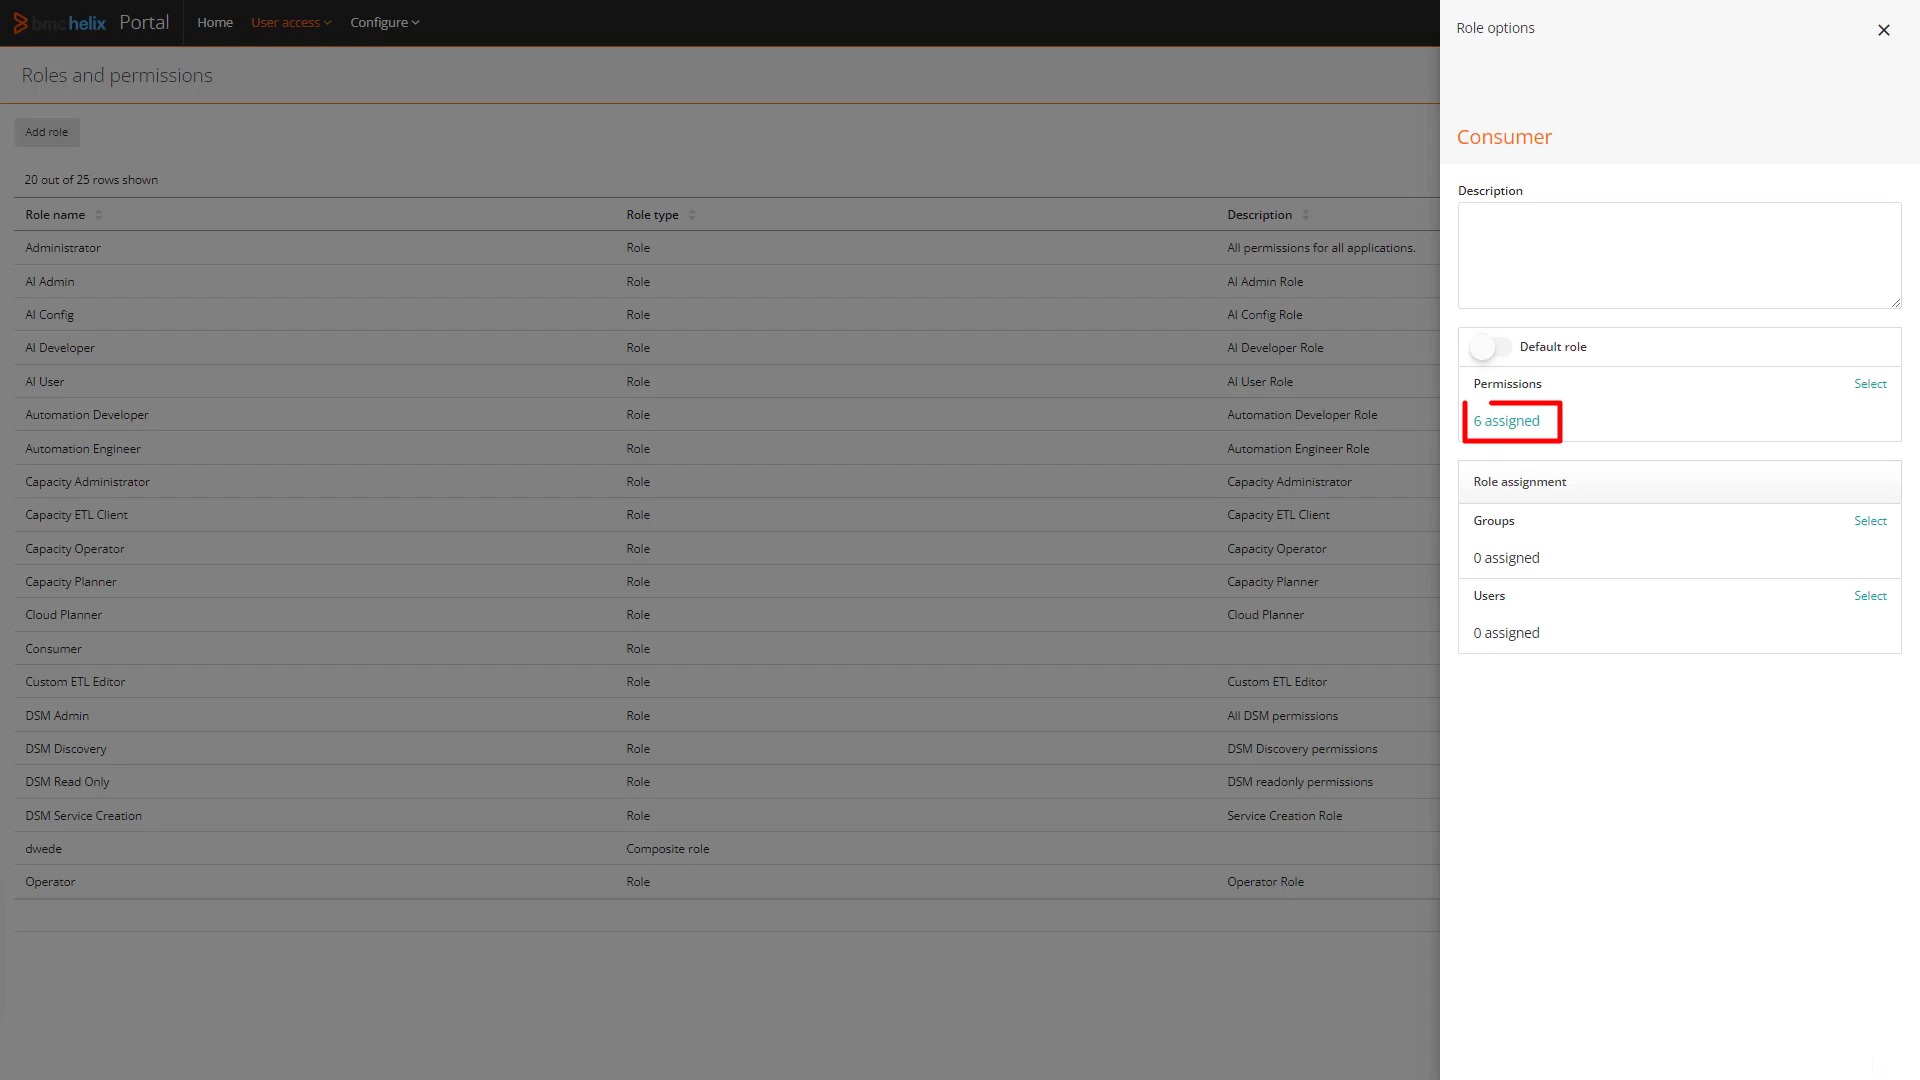 bmc helix Portal Home User access Configure
Roles and permissions
Add role
20 out of 25 rows shown
Role name Role type Description
Administrator Role All permissions for all applications.
AI Admin Role AI Admin Role
AI Config Role AI Config Role
AI Developer Role AI Developer Role
AI User Role AI User Role
Automation Developer Role Automation Developer Role
Automation Engineer Role Automation Engineer Role
Capacity Administrator Role Capacity Administrator
Capacity ETL Client Role Capacity ETL Client
Capacity Operator Role Capacity Operator
Capacity Planner Role Capacity Planner
Cloud Planner Role Cloud Planner
Consumer Role
Custom ETL Editor Role Custom ETL Editor
DSM Admin Role All DSM permissions
DSM Discovery Role DSM Discovery permissions
DSM Read Only Role DSM readonly permissions
DSM Service Creation Role Service Creation Role
dwede Composite role
Operator Role Operator Role
Role options
Consumer
Description
Default role
Permissions Select
6 assigned
Role assignment
Groups Select
0 assigned
Users Select
0 assigned